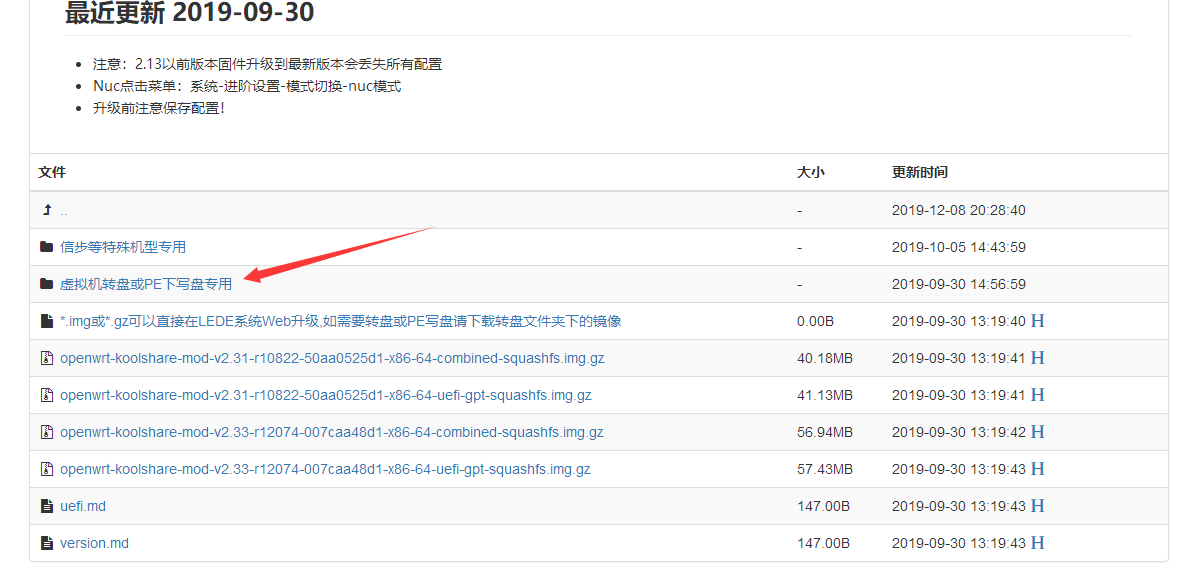 最近更新 2019-09-30
注意：2.13以前版本固件升级到最新版本会丢失所有配置
Nuc点击菜单：系统-进阶设置-模式切换-nuc模式
升级前注意保存配置！
文件 大小 更新时间
.. - 2019-12-08 20:28:40
信步等特殊机型专用 - 2019-10-05 14:43:59
虚拟机转盘或PE下写盘专用 - 2019-09-30 14:56:59
*.img或*.gz可以直接在LEDE系统Web升级,如需要转盘或PE写盘请下载转盘文件夹下的镜像 0.00B 2019-09-30 13:19:40 H
openwrt-koolshare-mod-v2.31-r10822-50aa0525d1-x86-64-combined-squashfs.img.gz 40.18MB 2019-09-30 13:19:41 H
openwrt-koolshare-mod-v2.31-r10822-50aa0525d1-x86-64-uefi-gpt-squashfs.img.gz 41.13MB 2019-09-30 13:19:41 H
openwrt-koolshare-mod-v2.33-r12074-007caa48d1-x86-64-combined-squashfs.img.gz 56.94MB 2019-09-30 13:19:42 H
openwrt-koolshare-mod-v2.33-r12074-007caa48d1-x86-64-uefi-gpt-squashfs.img.gz 57.43MB 2019-09-30 13:19:43 H
uefi.md 147.00B 2019-09-30 13:19:43 H
version.md 147.00B 2019-09-30 13:19:43 H